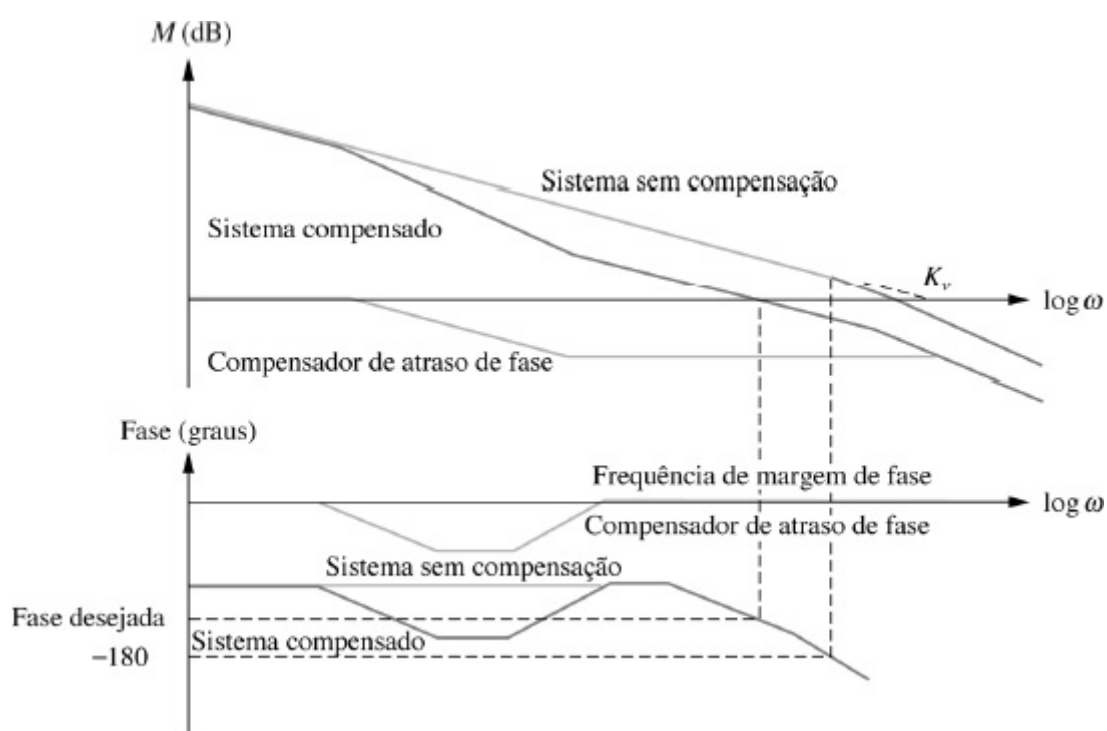 M (dB)
Sistema sem compensação
Sistema compensado
Kᵥ
log ω
Compensador de atraso de fase
Fase (graus)
Frequência de margem de fase
log ω
Compensador de atraso de fase
Sistema sem compensação
Fase desejada
Sistema compensado
−180